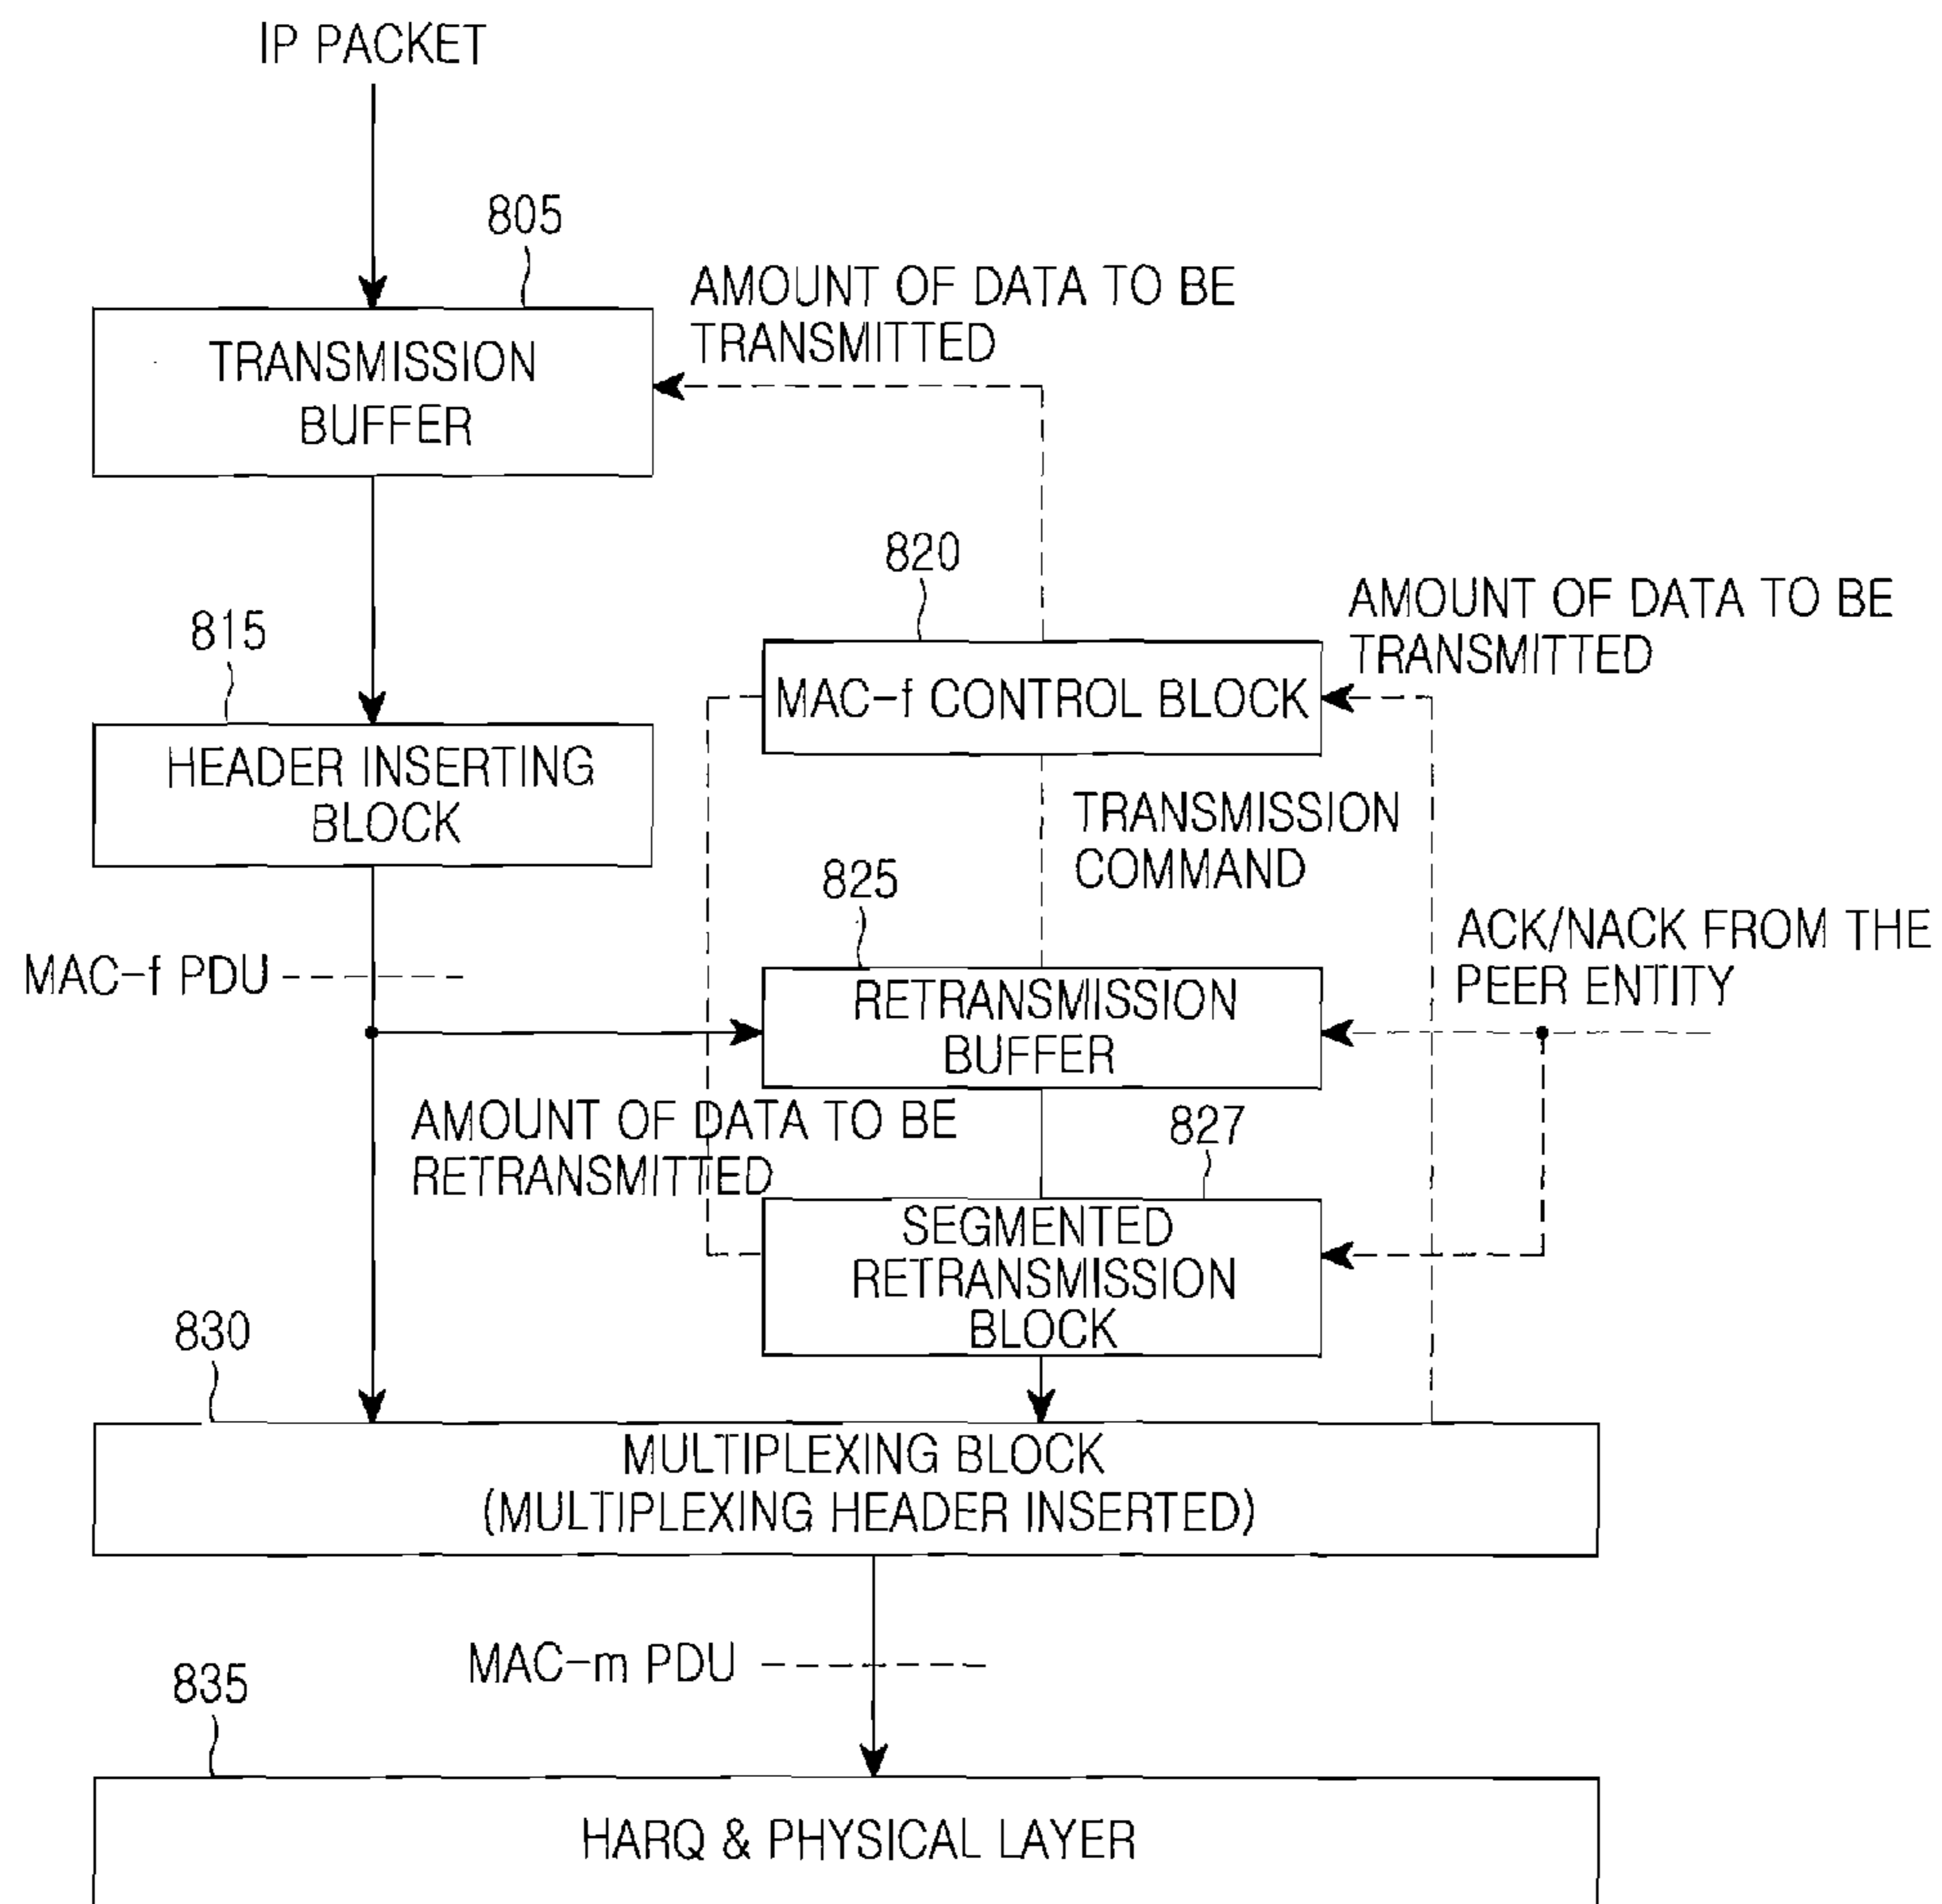 IP PACKET
805
AMOUNT OF DATA TO BE
TRANSMITTED
TRANSMISSION
BUFFER
820
AMOUNT OF DATA TO BE
TRANSMITTED
815
MAC-f CONTROL BLOCK
HEADER INSERTING
BLOCK
TRANSMISSION
COMMAND
825
ACK/NACK FROM THE
PEER ENTITY
MAC-f PDU
RETRANSMISSION
BUFFER
AMOUNT OF DATA TO BE
RETRANSMITTED
827
SEGMENTED
RETRANSMISSION
BLOCK
830
MULTIPLEXING BLOCK
(MULTIPLEXING HEADER INSERTED)
MAC-m PDU
835
HARQ & PHYSICAL LAYER